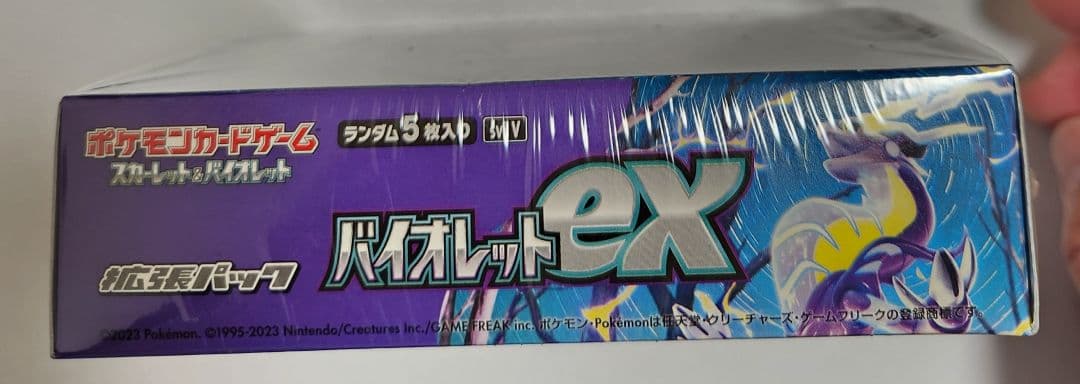 ポケモンカードゲーム
スカーレット&バイオレット
ランダム5枚入り
SV1V
バイオレットex
拡張パック
©2023 Pokémon. ©1995-2023 Nintendo/Creatures Inc./GAME FREAK inc. ポケモン・Pokémonは任天堂・クリーチャーズ・ゲームフリークの登録商標です。